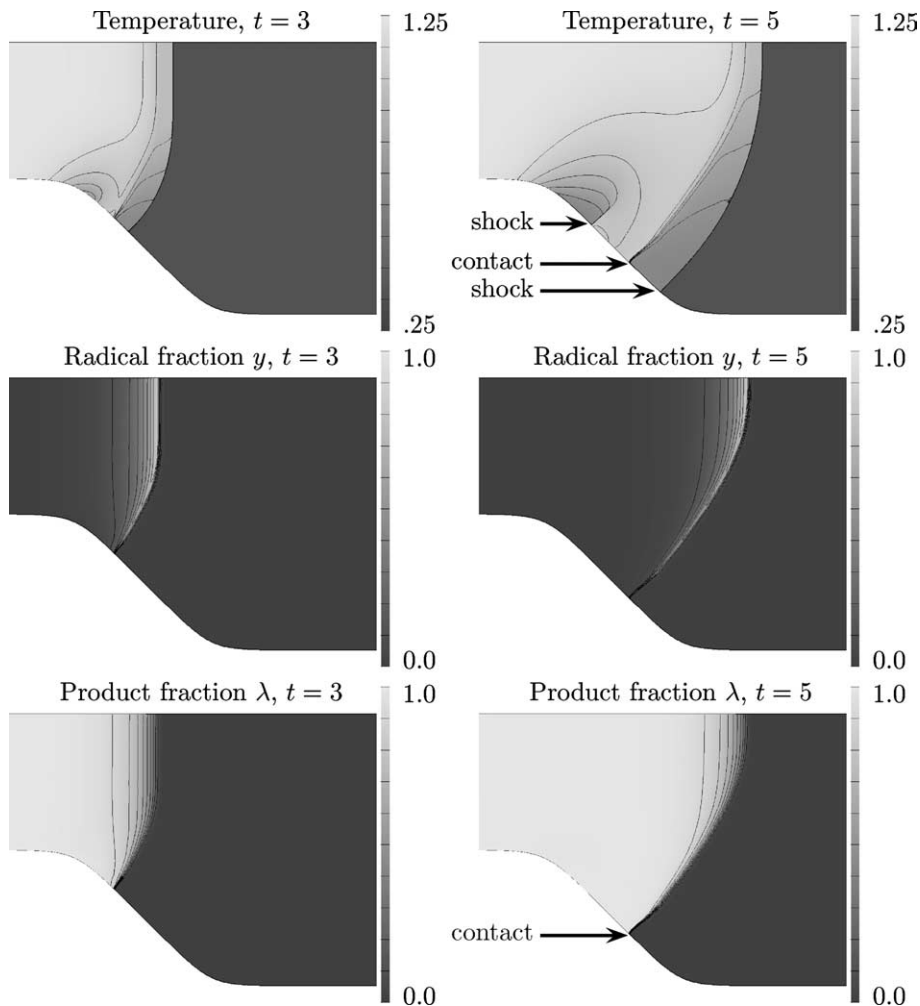 Temperature, t = 3
1.25
.25
Temperature, t = 5
1.25
.25
shock
contact
shock
Radical fraction y, t = 3
1.0
0.0
Radical fraction y, t = 5
1.0
0.0
Product fraction λ, t = 3
1.0
0.0
Product fraction λ, t = 5
1.0
0.0
contact